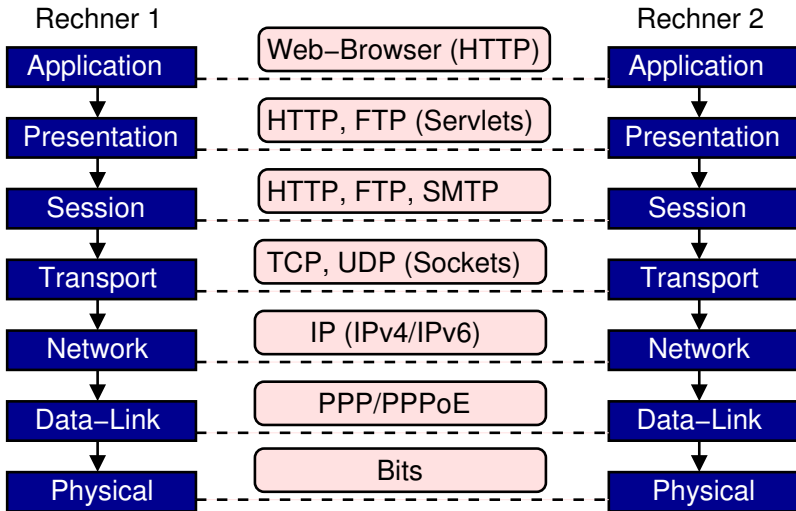 Rechner 1
Rechner 2
Web−Browser (HTTP)
Application
Application
HTTP, FTP (Servlets)
Presentation
Presentation
HTTP, FTP, SMTP
Session
Session
TCP, UDP (Sockets)
Transport
Transport
IP (IPv4/IPv6)
Network
Network
PPP/PPPoE
Data−Link
Data−Link
Bits
Physical
Physical